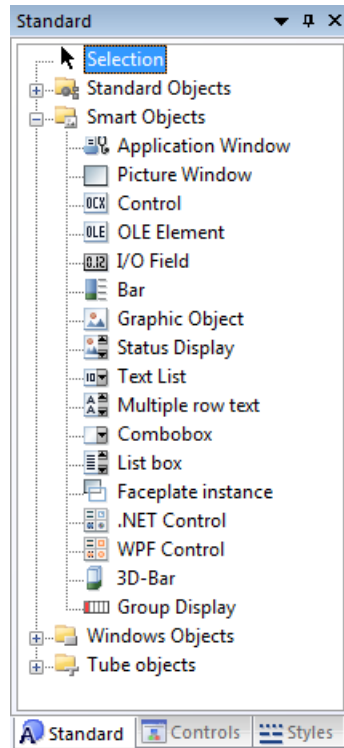 Standard
Selection
Standard Objects
Smart Objects
Application Window
Picture Window
OCX Control
OLE OLE Element
0.12 I/O Field
Bar
Graphic Object
Status Display
ID Text List
A A Multiple row text
Combobox
List box
Faceplate instance
.NET Control
WPF Control
3D-Bar
Group Display
Windows Objects
Tube objects
A Standard Controls Styles